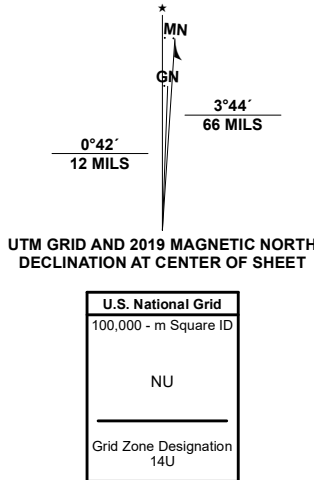 ★
MN
GN
3°44´
66 MILS
0°42´
12 MILS
UTM GRID AND 2019 MAGNETIC NORTH
DECLINATION AT CENTER OF SHEET
U.S. National Grid
100,000 - m Square ID
NU
Grid Zone Designation
14U